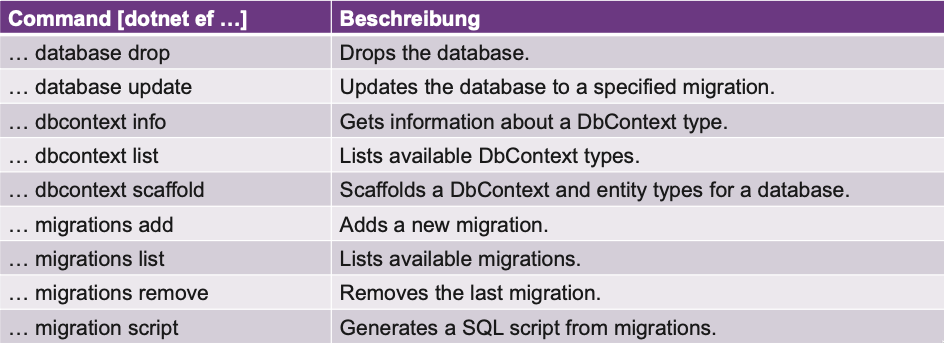 Command [dotnet ef …] Beschreibung
… database drop Drops the database.
… database update Updates the database to a specified migration.
… dbcontext info Gets information about a DbContext type.
… dbcontext list Lists available DbContext types.
… dbcontext scaffold Scaffolds a DbContext and entity types for a database.
… migrations add Adds a new migration.
… migrations list Lists available migrations.
… migrations remove Removes the last migration.
… migration script Generates a SQL script from migrations.